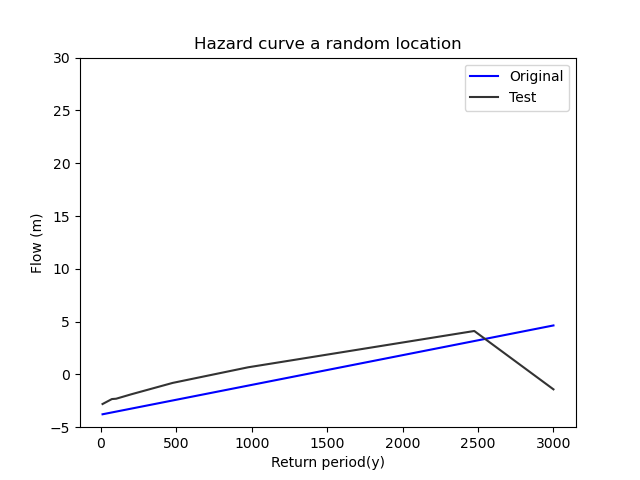 Hazard curve a random location
Original
Test
30
25
20
15
10
5
0
−5
Flow (m)
0 500 1000 1500 2000 2500 3000
Return period(y)